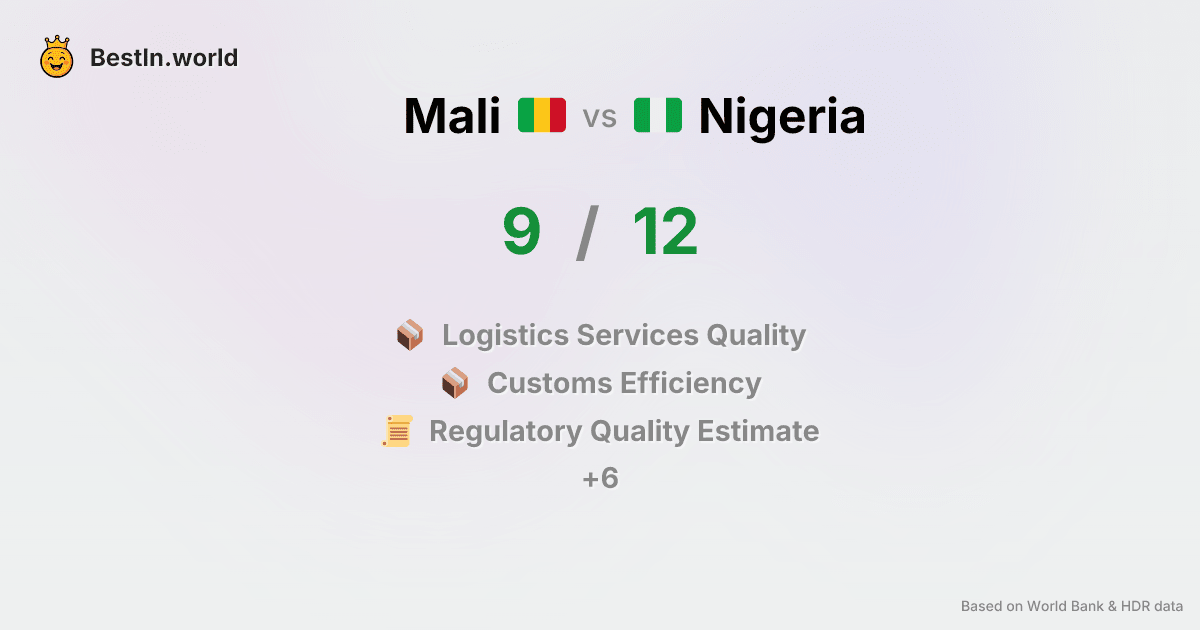 BestIn.world
Mali vs Nigeria
9 / 12
Logistics Services Quality
Customs Efficiency
Regulatory Quality Estimate
+6
Based on World Bank & HDR data